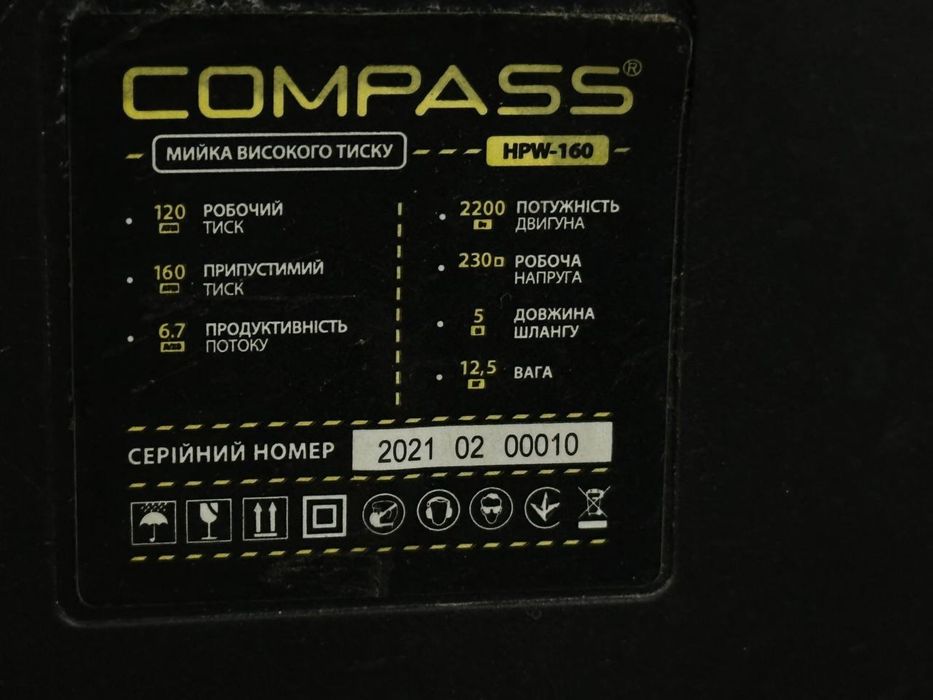 COMPASS®
МИЙКА ВИСОКОГО ТИСКУ HPW-160
120 РОБОЧИЙ
ТИСК
160 ПРИПУСТИМИЙ
ТИСК
6.7 ПРОДУКТИВНІСТЬ
ПОТОКУ
2200 ПОТУЖНІСТЬ
ДВИГУНА
230 РОБОЧА
НАПРУГА
5 ДОВЖИНА
ШЛАНГУ
12,5 ВАГА
СЕРІЙНИЙ НОМЕР 2021 02 00010